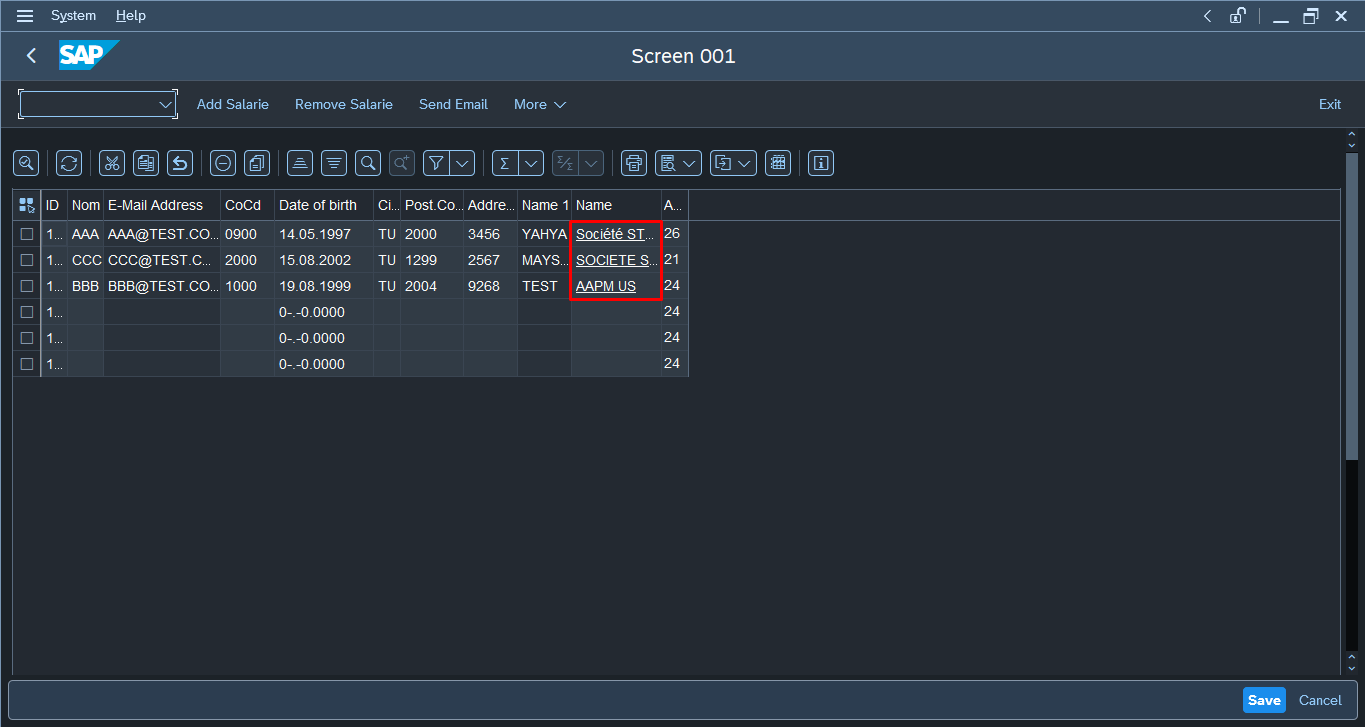 System Help
SAP Screen 001
Add Salarie Remove Salarie Send Email More Exit
ID Nom E-Mail Address CoCd Date of birth Ci... Post.Co... Addre... Name 1 Name A...
1... AAA AAA@TEST.CO... 0900 14.05.1997 TU 2000 3456 YAHYA Société ST... 26
1... CCC CCC@TEST.C... 2000 15.08.2002 TU 1299 2567 MAYS... SOCIETE S... 21
1... BBB BBB@TEST.CO... 1000 19.08.1999 TU 2004 9268 TEST AAPM US 24
1... 0-.-0.0000 24
1... 0-.-0.0000 24
1... 0-.-0.0000 24
Save Cancel